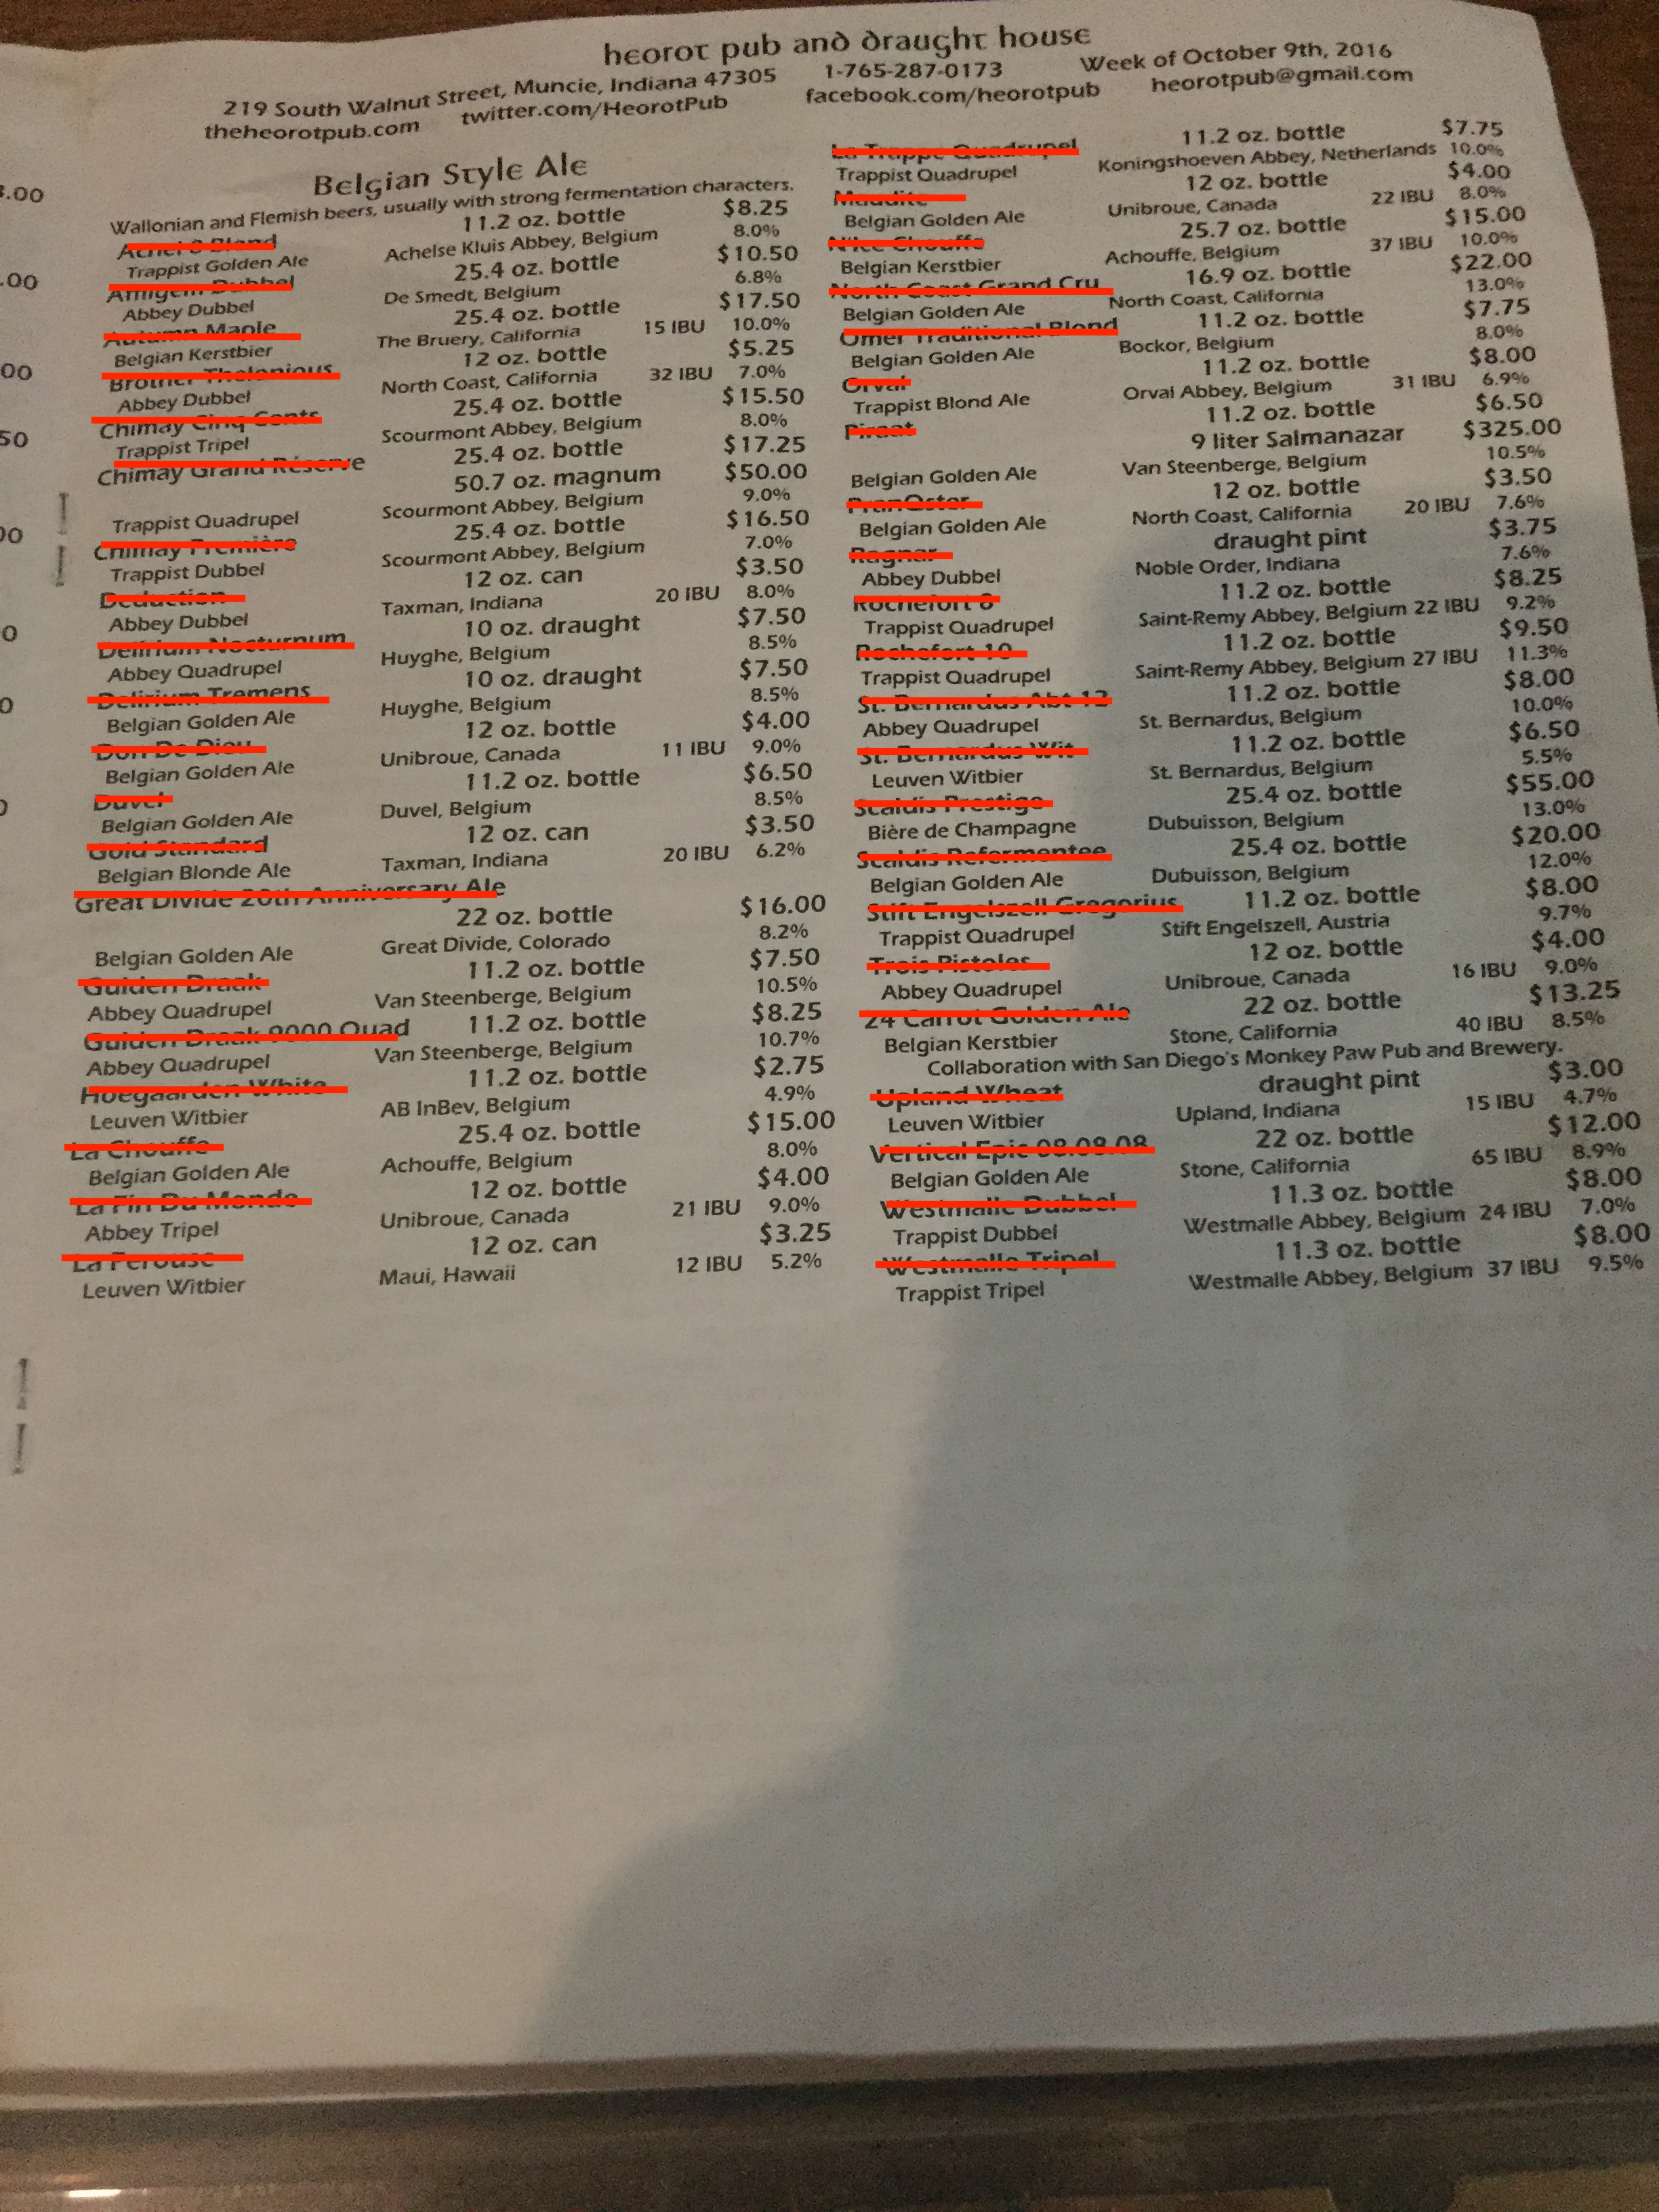 heorot pub and draught house
219 South Walnut Street, Muncie, Indiana 47305 1-765-287-0173 Week of October 9th, 2016
theheorotpub.com twitter.com/HeorotPub facebook.com/heorotpub heorotpub@gmail.com
Belgian Style Ale
Wallonian and Flemish beers, usually with strong fermentation characters.
11.2 oz. bottle $8.25
Trappist Golden Ale Achelse Kluis Abbey, Belgium 8.0%
25.4 oz. bottle $10.50
Abbey Dubbel De Smedt, Belgium 6.8%
Autumn Maple 25.4 oz. bottle $17.50
Belgian Kerstbier The Bruery, California 15 IBU 10.0%
Brother Thelonious 12 oz. bottle $5.25
Abbey Dubbel North Coast, California 32 IBU 7.0%
Chimay Cinq Cents 25.4 oz. bottle $15.50
Trappist Tripel Scourmont Abbey, Belgium 8.0%
Chimay Grand Réserve 25.4 oz. bottle $17.25
50.7 oz. magnum $50.00
Trappist Quadrupel Scourmont Abbey, Belgium 9.0%
Chimay Première 25.4 oz. bottle $16.50
Trappist Dubbel Scourmont Abbey, Belgium 7.0%
Deduction 12 oz. can $3.50
Abbey Dubbel Taxman, Indiana 20 IBU 8.0%
Delirium Nocturnum 10 oz. draught $7.50
Abbey Quadrupel Huyghe, Belgium 8.5%
Delirium Tremens 10 oz. draught $7.50
Belgian Golden Ale Huyghe, Belgium 8.5%
Don De Dieu 12 oz. bottle $4.00
Belgian Golden Ale Unibroue, Canada 11 IBU 9.0%
Duvel 11.2 oz. bottle $6.50
Belgian Golden Ale Duvel, Belgium 8.5%
Gold Standard 12 oz. can $3.50
Belgian Blonde Ale Taxman, Indiana 20 IBU 6.2%
Great Divide 20th Anniversary Ale
22 oz. bottle $16.00
Belgian Golden Ale Great Divide, Colorado 8.2%
Gulden Draak 11.2 oz. bottle $7.50
Abbey Quadrupel Van Steenberge, Belgium 10.5%
Gulden Draak 9000 Quad 11.2 oz. bottle $8.25
Abbey Quadrupel Van Steenberge, Belgium 10.7%
Hoegaarden White 11.2 oz. bottle $2.75
Leuven Witbier AB InBev, Belgium 4.9%
La Chouffe 25.4 oz. bottle $15.00
Belgian Golden Ale Achouffe, Belgium 8.0%
La Fin Du Monde 12 oz. bottle $4.00
Abbey Tripel Unibroue, Canada 21 IBU 9.0%
La Perouse 12 oz. can $3.25
Leuven Witbier Maui, Hawaii 12 IBU 5.2%
La Trappe Quadrupel 11.2 oz. bottle $7.75
Trappist Quadrupel Koningshoeven Abbey, Netherlands 10.0%
Maudite 12 oz. bottle $4.00
Belgian Golden Ale Unibroue, Canada 22 IBU 8.0%
N'Ice Chouffe 25.7 oz. bottle $15.00
Belgian Kerstbier Achouffe, Belgium 37 IBU 10.0%
North Coast Grand Cru 16.9 oz. bottle $22.00
Belgian Golden Ale North Coast, California 13.0%
Omer Traditional Blond 11.2 oz. bottle $7.75
Belgian Golden Ale Bockor, Belgium 8.0%
Orval 11.2 oz. bottle $8.00
Trappist Blond Ale Orval Abbey, Belgium 31 IBU 6.9%
Piraat 11.2 oz. bottle $6.50
9 liter Salmanazar $325.00
Belgian Golden Ale Van Steenberge, Belgium 10.5%
PranQster 12 oz. bottle $3.50
Belgian Golden Ale North Coast, California 20 IBU 7.6%
Ragnar draught pint $3.75
Abbey Dubbel Noble Order, Indiana 7.6%
Rochefort 8 11.2 oz. bottle $8.25
Trappist Quadrupel Saint-Remy Abbey, Belgium 22 IBU 9.2%
Rochefort 10 11.2 oz. bottle $9.50
Trappist Quadrupel Saint-Remy Abbey, Belgium 27 IBU 11.3%
St. Bernardus Abt 12 11.2 oz. bottle $8.00
Abbey Quadrupel St. Bernardus, Belgium 10.0%
St. Bernardus Wit 11.2 oz. bottle $6.50
Leuven Witbier St. Bernardus, Belgium 5.5%
Scaldis Prestige 25.4 oz. bottle $55.00
Bière de Champagne Dubuisson, Belgium 13.0%
Scaldis Refermentee 25.4 oz. bottle $20.00
Belgian Golden Ale Dubuisson, Belgium 12.0%
Stift Engelszell Gregorius 11.2 oz. bottle $8.00
Trappist Quadrupel Stift Engelszell, Austria 9.7%
Trois Pistoles 12 oz. bottle $4.00
Abbey Quadrupel Unibroue, Canada 16 IBU 9.0%
24 Carrot Golden Ale 22 oz. bottle $13.25
Belgian Kerstbier Stone, California 40 IBU 8.5%
Collaboration with San Diego's Monkey Paw Pub and Brewery.
Upland Wheat draught pint $3.00
Leuven Witbier Upland, Indiana 15 IBU 4.7%
Vertical Epic 08.08.08 22 oz. bottle $12.00
Belgian Golden Ale Stone, California 65 IBU 8.9%
Westmalle Dubbel 11.3 oz. bottle $8.00
Trappist Dubbel Westmalle Abbey, Belgium 24 IBU 7.0%
Westmalle Tripel 11.3 oz. bottle $8.00
Trappist Tripel Westmalle Abbey, Belgium 37 IBU 9.5%